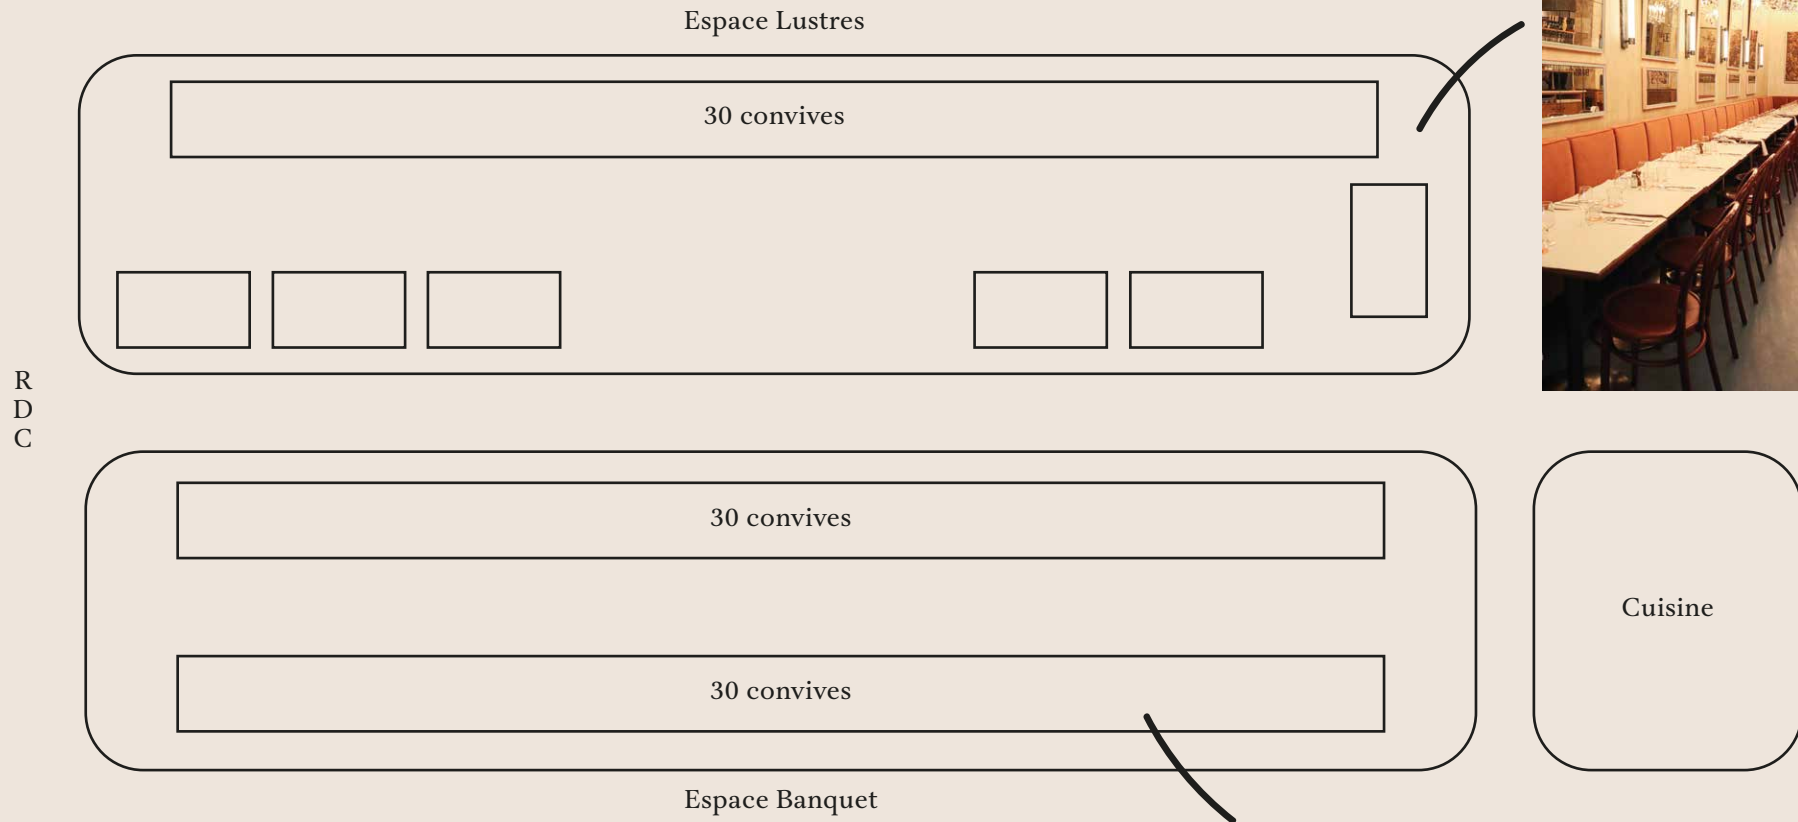 Espace Lustres
30 convives
R
D
C
30 convives
Cuisine
30 convives
Espace Banquet